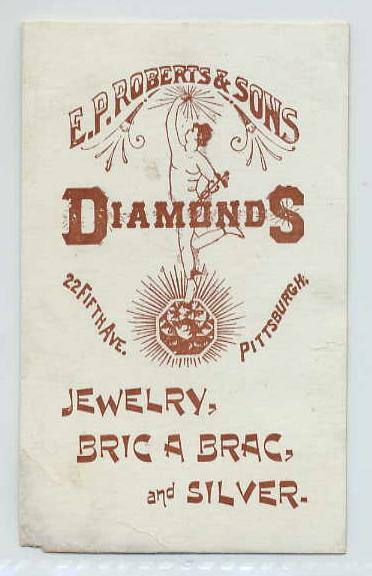 E.P. ROBERTS & SONS
DIAMONDS
22 FIFTH AVE. PITTSBURGH.
JEWELRY,
BRIC A BRAC,
and SILVER.